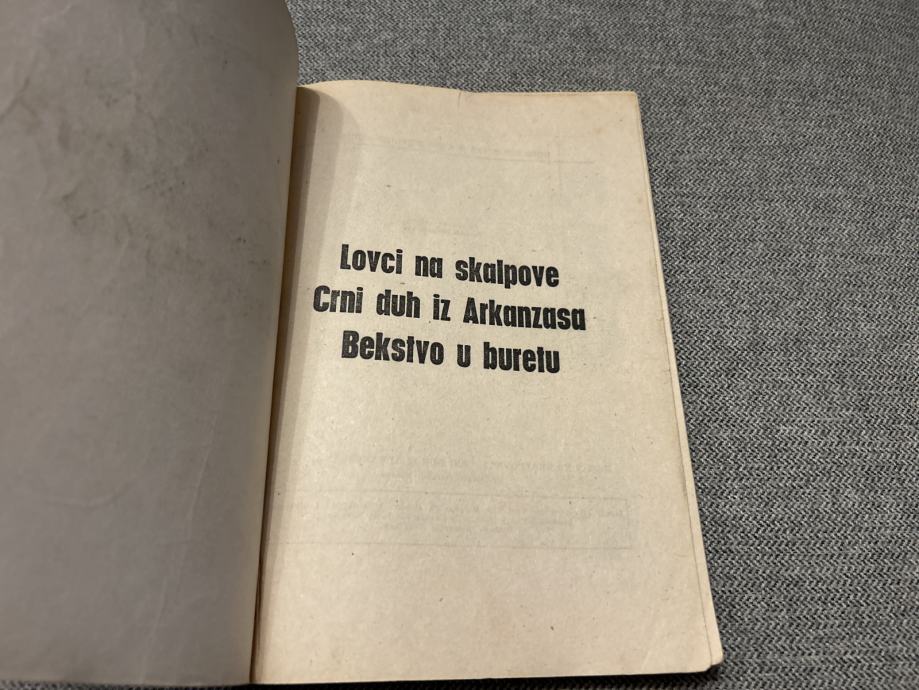 Lovci na skalpove
Crni duh iz Arkanzasa
Bekstvo u buretu